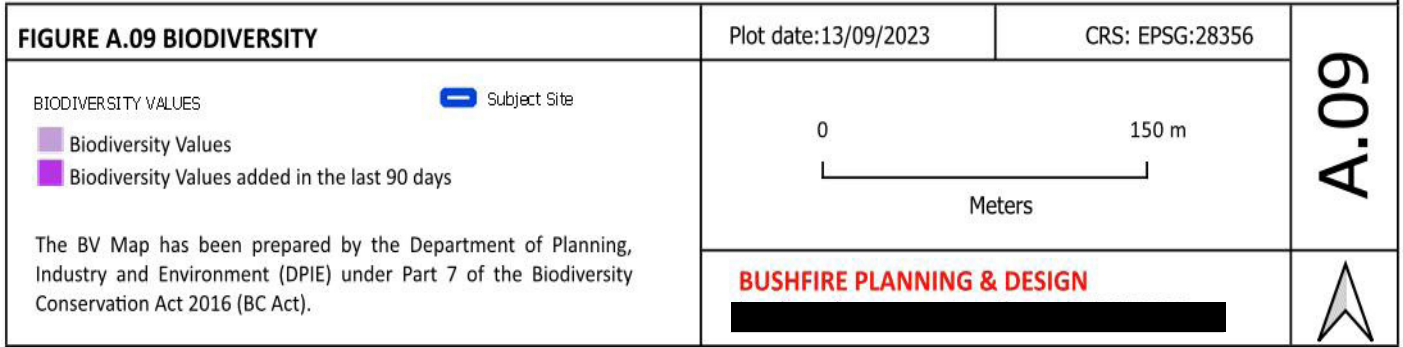 FIGURE A.09 BIODIVERSITY
Plot date:13/09/2023
CRS: EPSG:28356
A.09
BIODIVERSITY VALUES
Subject Site
Biodiversity Values
Biodiversity Values added in the last 90 days
The BV Map has been prepared by the Department of Planning,
Industry and Environment (DPIE) under Part 7 of the Biodiversity
Conservation Act 2016 (BC Act).
0
150 m
Meters
BUSHFIRE PLANNING & DESIGN